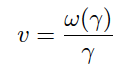 v = ω(γ)/γ